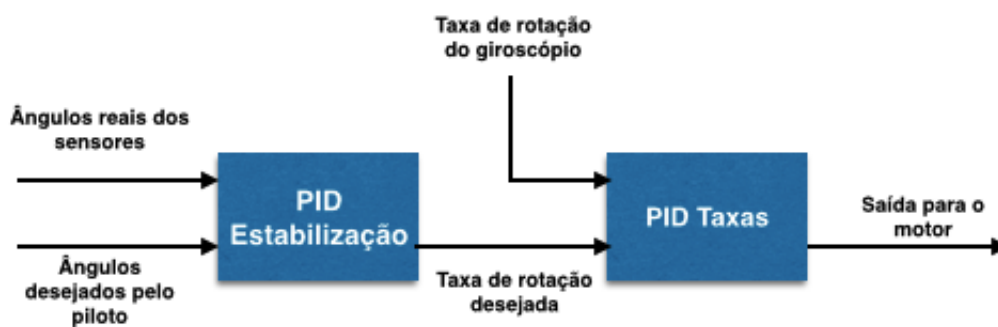 Taxa de rotação
do giroscópio
Ângulos reais dos
sensores
PID
Estabilização
PID Taxas
Saída para o
motor
Ângulos
desejados pelo
piloto
Taxa de rotação
desejada